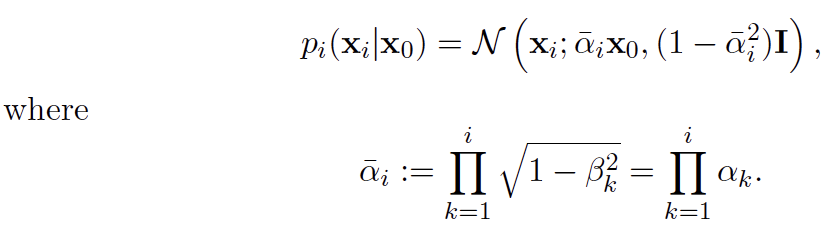 $p_i(\mathbf{x}_i|\mathbf{x}_0) = \mathcal{N}\left(\mathbf{x}_i; \bar{\alpha}_i\mathbf{x}_0, (1 - \bar{\alpha}_i^2)\mathbf{I}\right),$
where
$\bar{\alpha}_i := \prod_{k=1}^{i} \sqrt{1 - \beta_k^2} = \prod_{k=1}^{i} \alpha_k.$